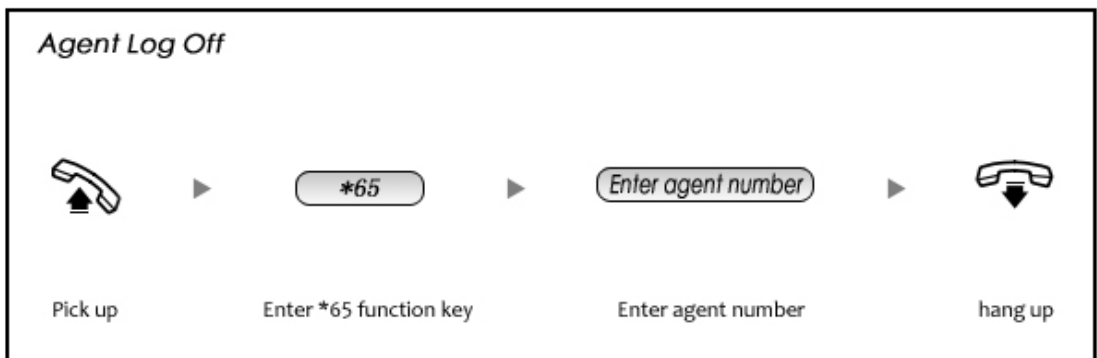 Agent Log Off
*65
Enter agent number
Pick up
Enter *65 function key
Enter agent number
hang up